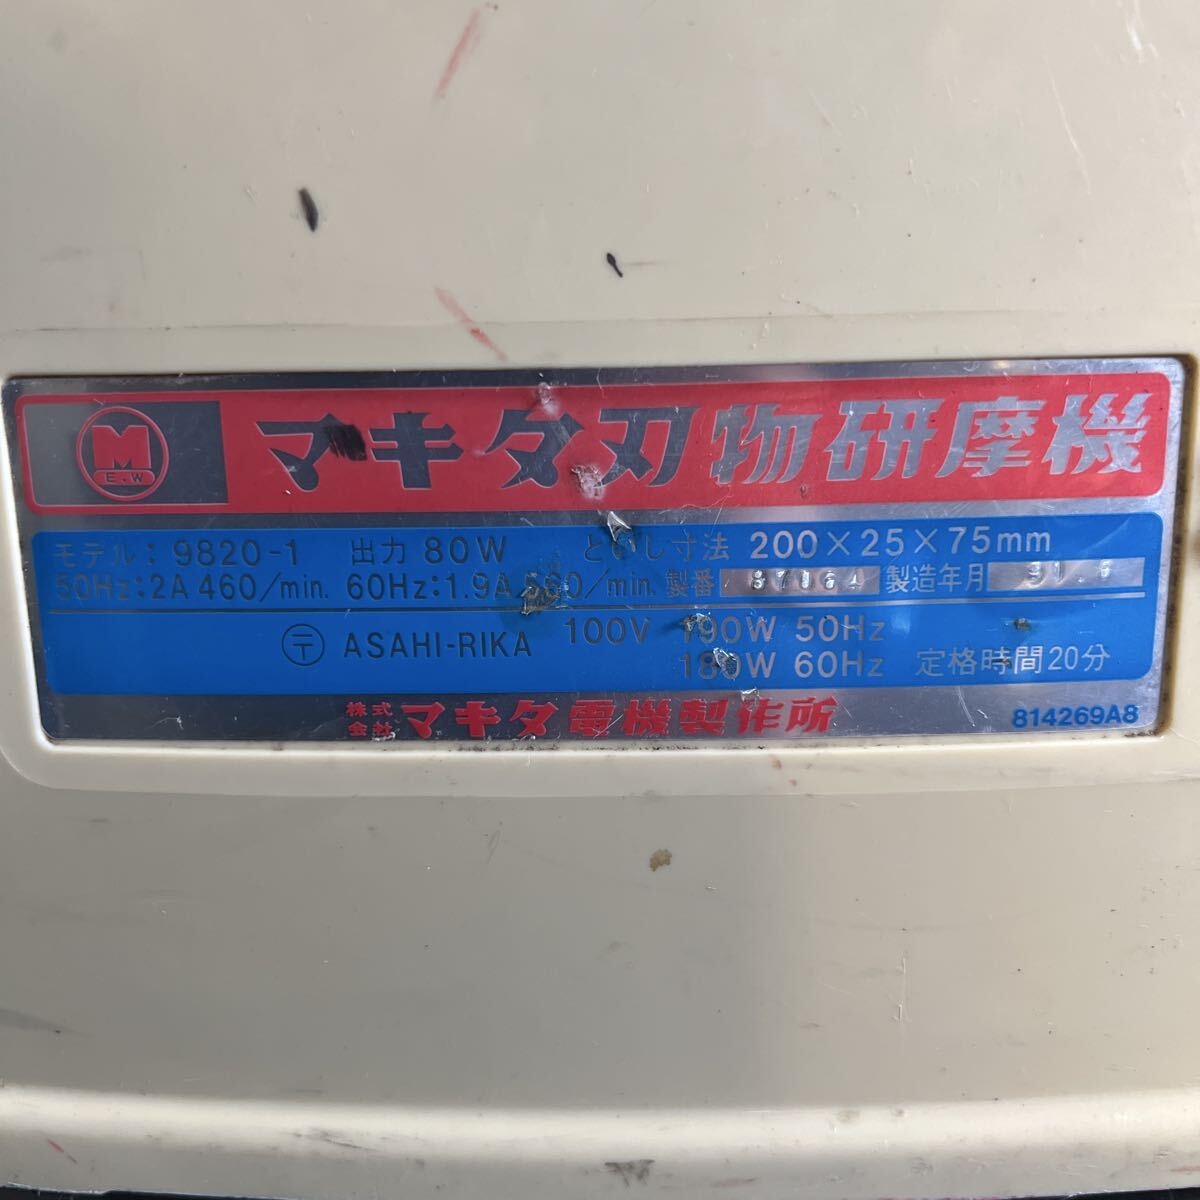 M
E.W
マキタ刃物研摩機
モデル：9820-1 出力 80W といし寸法 200×25×75mm
50Hz:2A 460/min. 60Hz:1.9A 560/min. 製番 製造年月
〒 ASAHI-RIKA 100V 190W 50Hz
180W 60Hz 定格時間20分
株式会社 マキタ電機製作所 814269A8